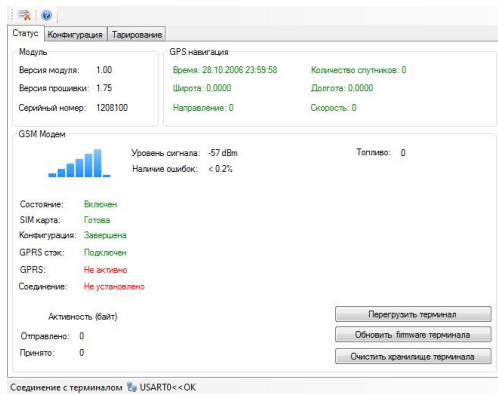 Статус Конфигурация Тарирование
Модуль
Версия модуля: 1.00
Версия прошивки: 1.75
Серийный номер: 1208100
GPS навигация
Время: 28.10.2006 23:59:58 Количество спутников: 0
Широта: 0,0000 Долгота: 0,0000
Направление: 0 Скорость: 0
GSM Модем
Уровень сигнала: -57 dBm Топливо: 0
Наличие ошибок: < 0.2%
Состояние: Включен
SIM карта: Готова
Конфигурация: Завершена
GPRS стэк: Подключен
GPRS: Не активно
Соединение: Не установлено
Активность (байт)
Отправлено: 0
Принято: 0
Перегрузить терминал
Обновить firmware терминала
Очистить хранилище терминала
Соединение с терминалом USART0<<OK